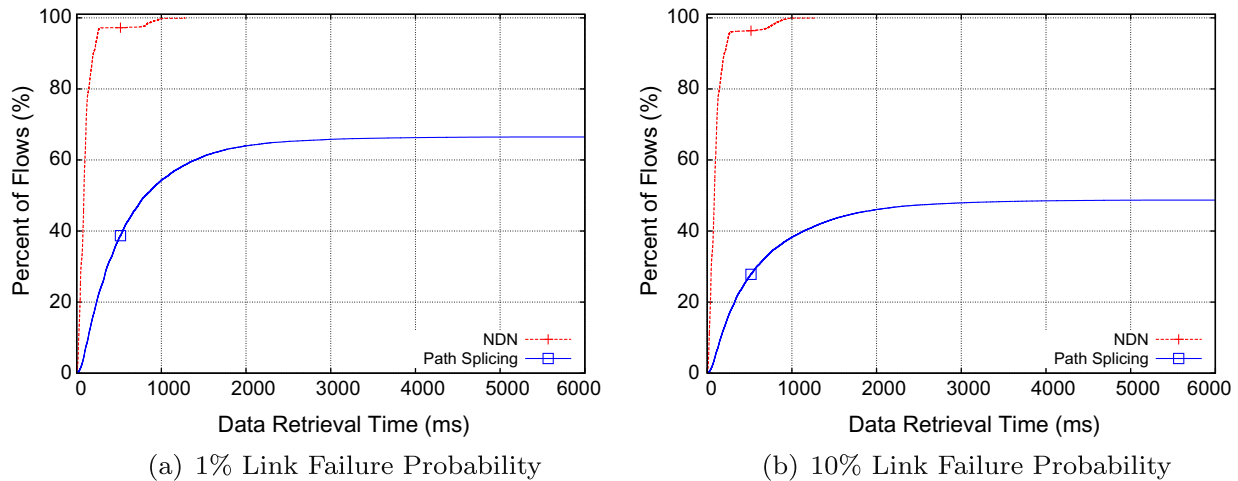 Percent of Flows (%)
100
80
60
40
20
0
0 1000 2000 3000 4000 5000 6000
NDN
Path Splicing
Data Retrieval Time (ms)
(a) 1% Link Failure Probability
Percent of Flows (%)
100
80
60
40
20
0
0 1000 2000 3000 4000 5000 6000
NDN
Path Splicing
Data Retrieval Time (ms)
(b) 10% Link Failure Probability